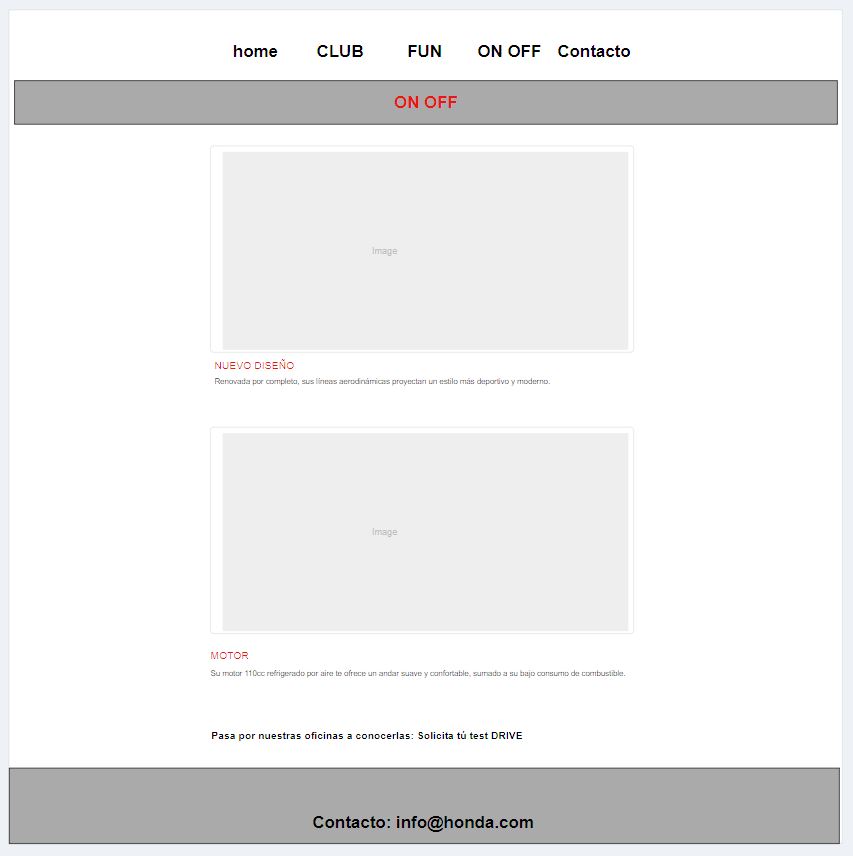 home CLUB FUN ON OFF Contacto
ON OFF
Image
NUEVO DISEÑO
Renovada por completo, sus líneas aerodinámicas proyectan un estilo más deportivo y moderno.
Image
MOTOR
Su motor 110cc refrigerado por aire te ofrece un andar suave y confortable, sumado a su bajo consumo de combustible.
Pasa por nuestras oficinas a conocerlas: Solicita tú test DRIVE
Contacto: info@honda.com